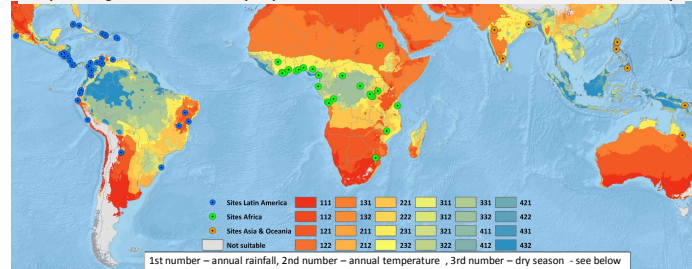 Sites Latin America 111 131 221 311 331 421
Sites Africa 112 132 222 312 332 422
Sites Asia & Oceania 121 211 231 321 411 431
Not suitable 122 212 232 322 412 432
1st number – annual rainfall, 2nd number – annual temperature , 3rd number – dry season - see below